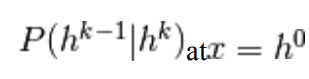 P(h^{k-1}|h^k)_{at} x = h^0